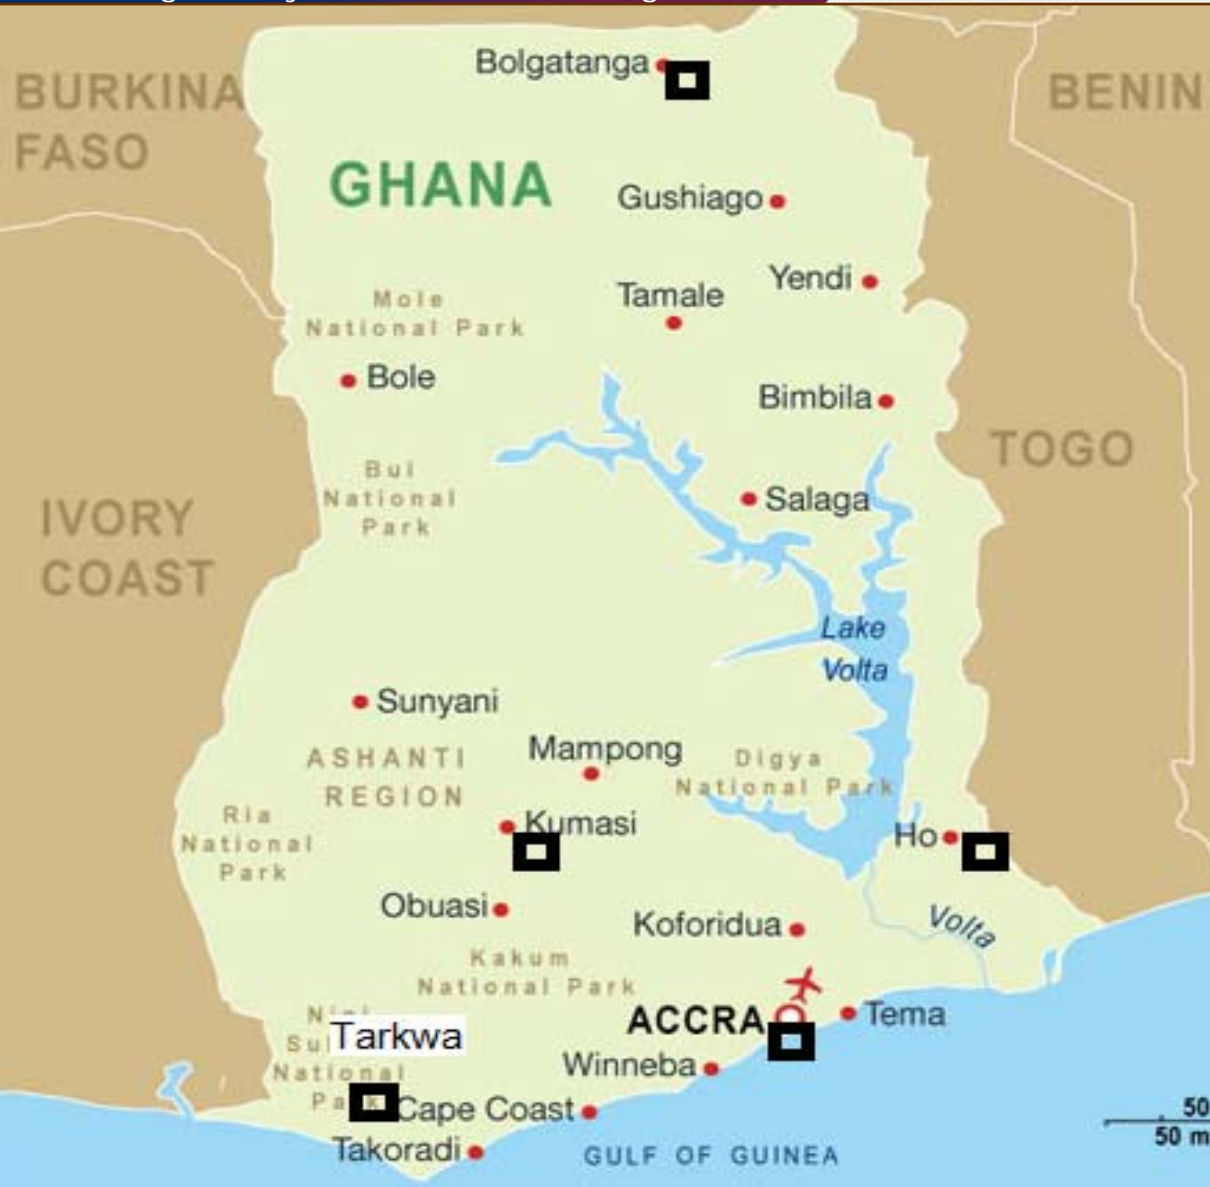 Bolgatanga
BURKINA
FASO
BENIN
GHANA
Gushiago
Yendi
Tamale
Mole
National Park
Bole
Bimbila
TOGO
Bul
National
Park
Salaga
IVORY
COAST
Lake
Volta
Sunyani
Mampong
ASHANTI
REGION
Digya
National Park
Ria
National
Park
Kumasi
Ho
Obuasi
Koforidua
Volta
Kakum
National Park
ACCRA
Tema
Tarkwa
National
Winneba
Cape Coast
50
50 m
Takoradi
GULF OF GUINEA